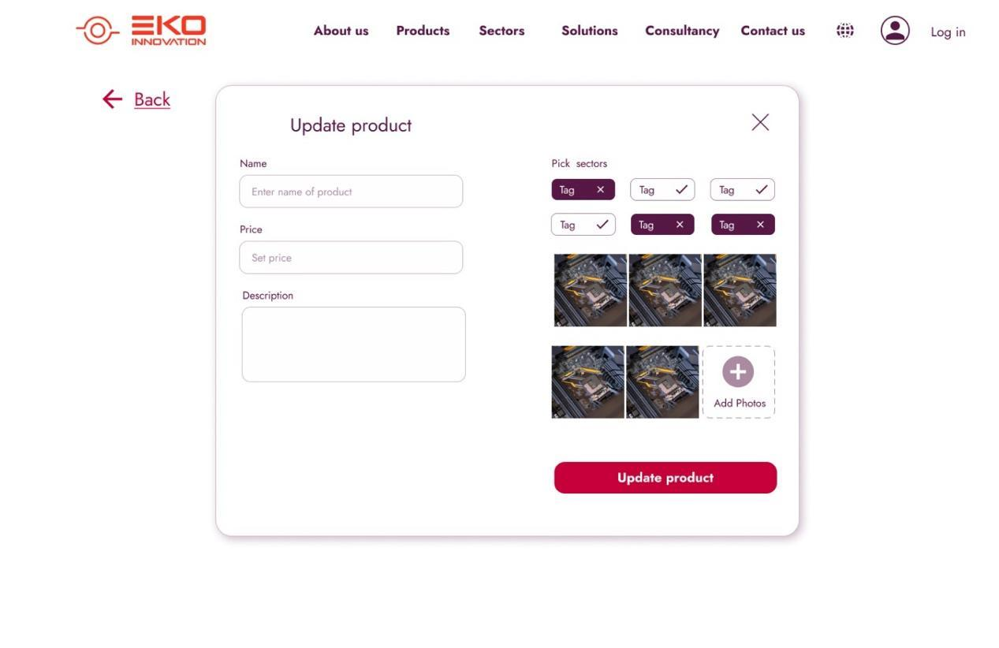 EKO
INNOVATION
About us
Products
Sectors
Solutions
Consultancy
Contact us
Log in
Back
Update product
Name
Enter name of product
Price
Set price
Description
Pick sectors
Tag
Tag
Tag
Tag
Tag
Tag
Add Photos
Update product